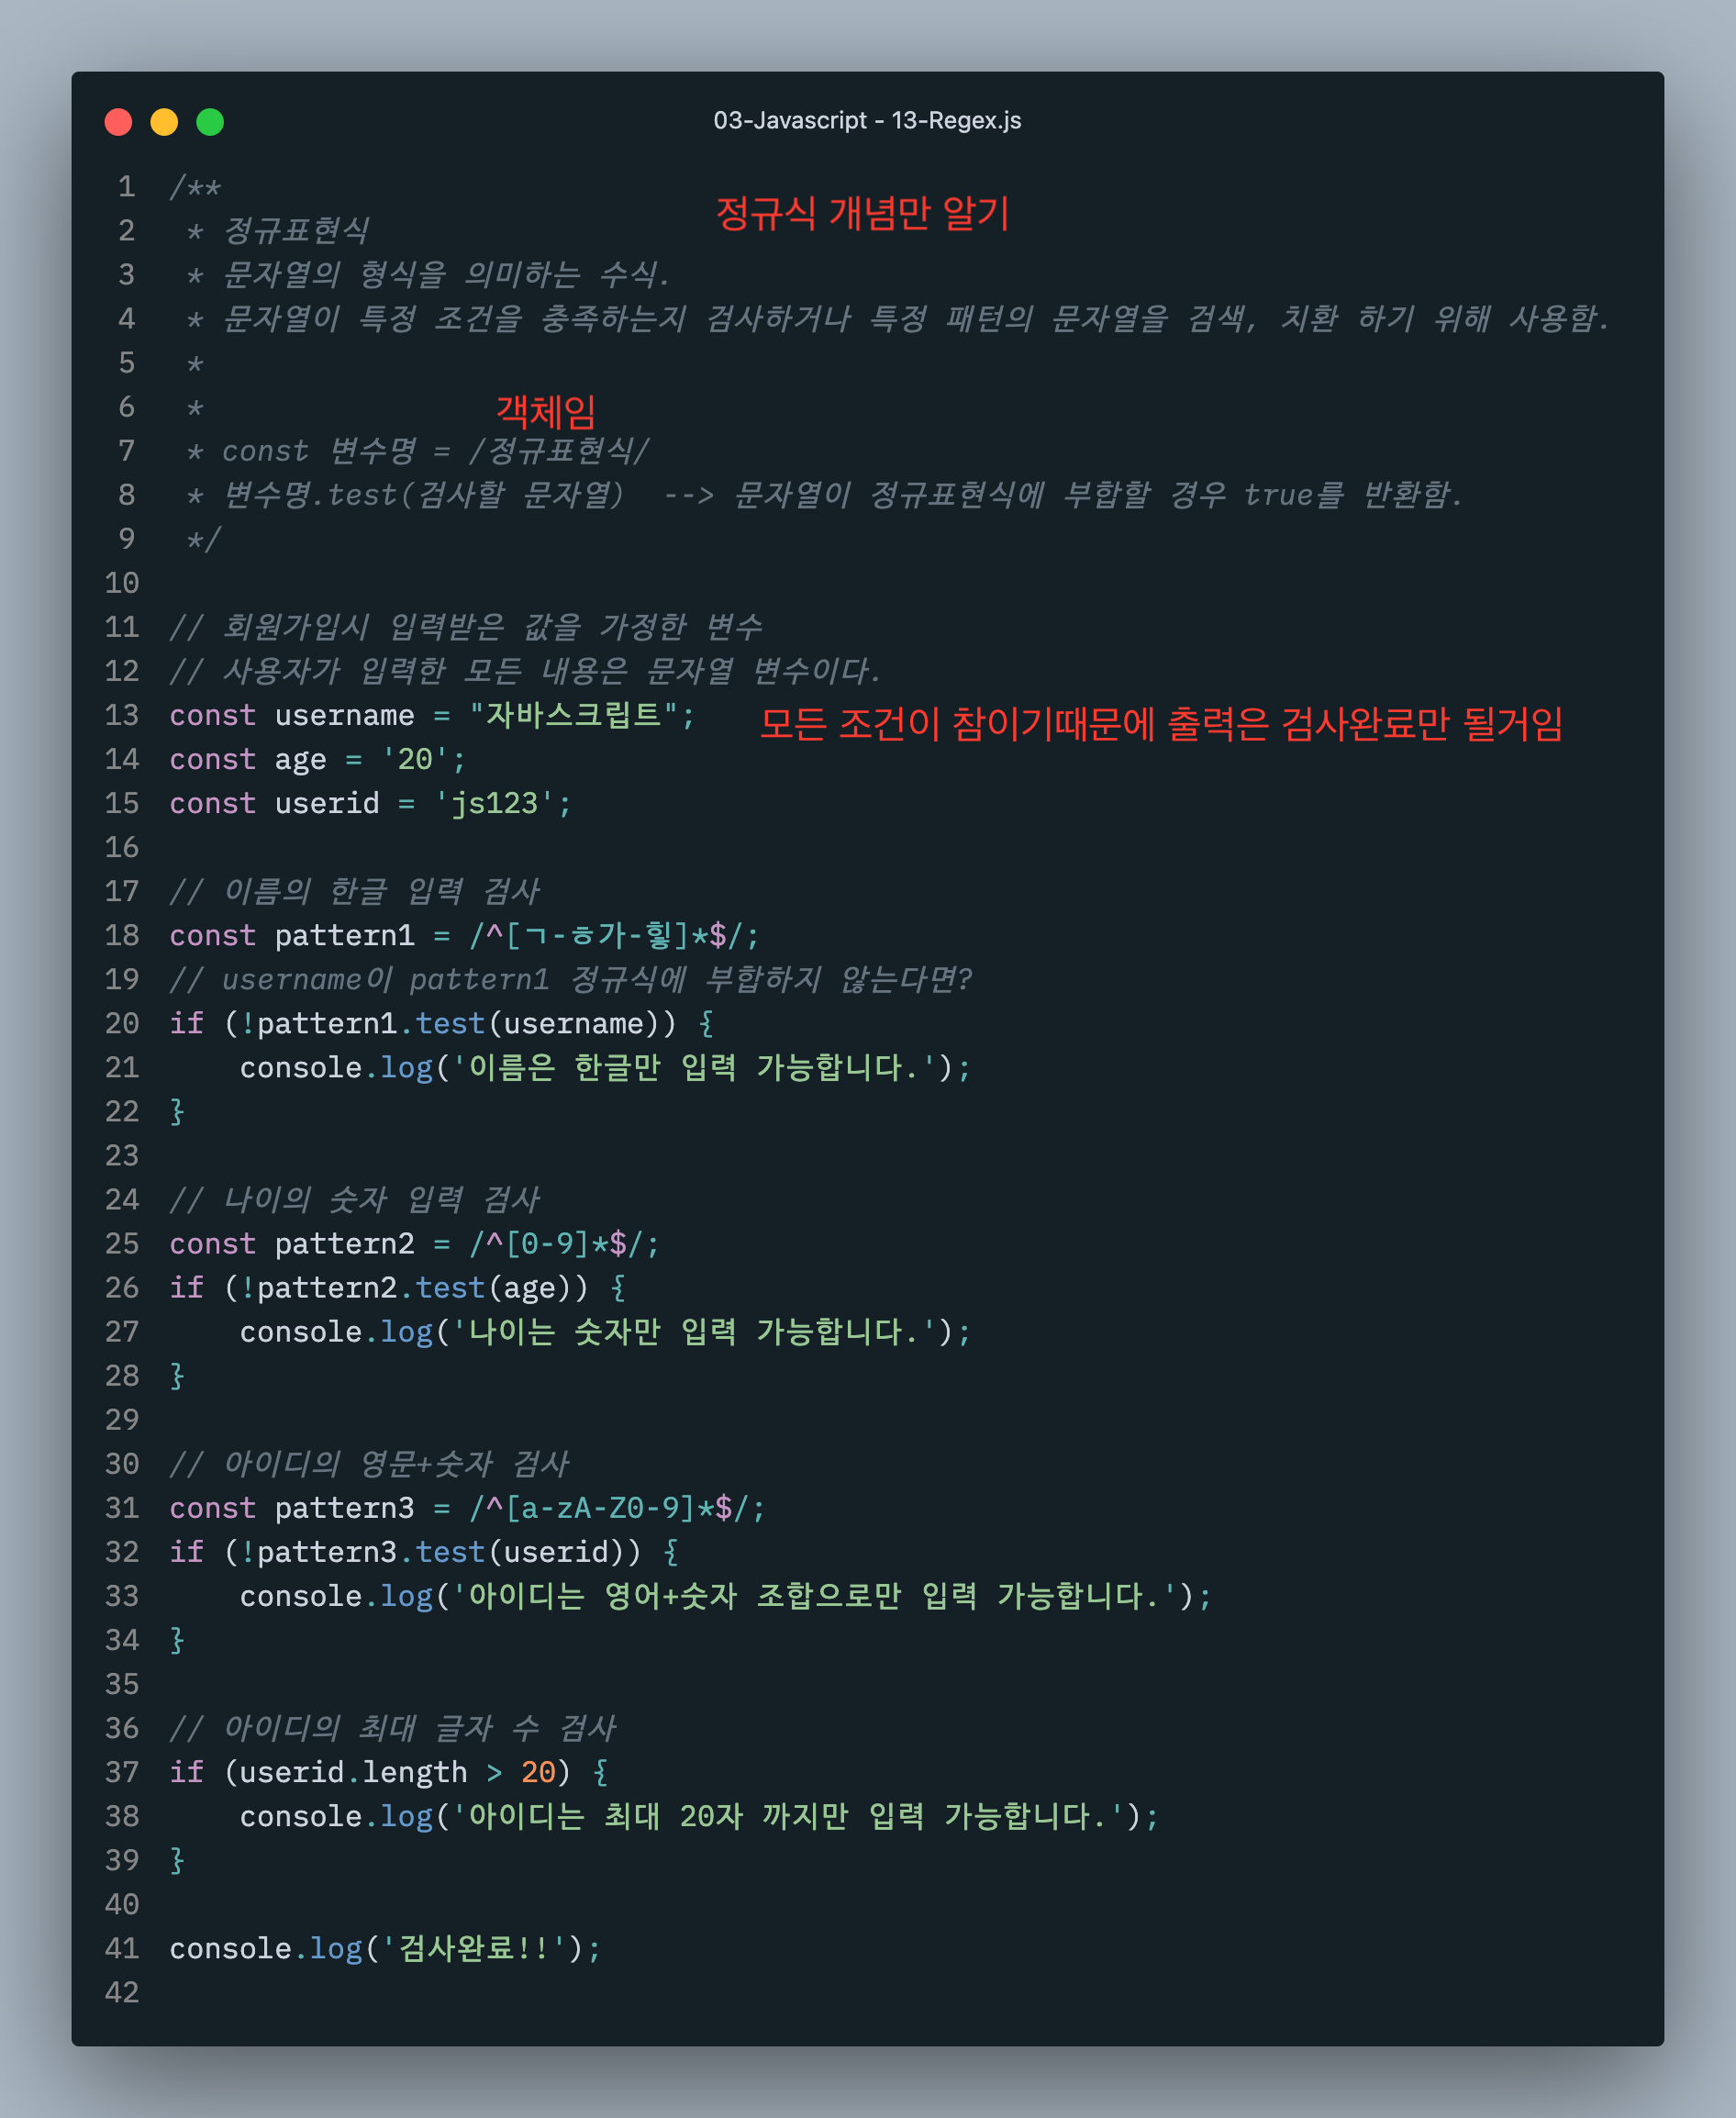 03-Javascript - 13-Regex.js
1 /**
정규식 개념만 알기
2 * 정규표현식
3 * 문자열의 형식을 의미하는 수식.
4 * 문자열이 특정 조건을 충족하는지 검사하거나 특정 패턴의 문자열을 검색, 치환 하기 위해 사용함.
5 *
6 *
객체임
7 * const 변수명 = /정규표현식/
8 * 변수명.test(검사할 문자열)  --> 문자열이 정규표현식에 부합할 경우 true를 반환함.
9 */
10
11 // 회원가입시 입력받은 값을 가정한 변수
12 // 사용자가 입력한 모든 내용은 문자열 변수이다.
13 const username = "자바스크립트";
모든 조건이 참이기때문에 출력은 검사완료만 될거임
14 const age = '20';
15 const userid = 'js123';
16
17 // 이름의 한글 입력 검사
18 const pattern1 = /^[ㄱ-ㅎ가-힣]*$/;
19 // username이 pattern1 정규식에 부합하지 않는다면?
20 if (!pattern1.test(username)) {
21     console.log('이름은 한글만 입력 가능합니다.');
22 }
23
24 // 나이의 숫자 입력 검사
25 const pattern2 = /^[0-9]*$/;
26 if (!pattern2.test(age)) {
27     console.log('나이는 숫자만 입력 가능합니다.');
28 }
29
30 // 아이디의 영문+숫자 검사
31 const pattern3 = /^[a-zA-Z0-9]*$/;
32 if (!pattern3.test(userid)) {
33     console.log('아이디는 영어+숫자 조합으로만 입력 가능합니다.');
34 }
35
36 // 아이디의 최대 글자 수 검사
37 if (userid.length > 20) {
38     console.log('아이디는 최대 20자 까지만 입력 가능합니다.');
39 }
40
41 console.log('검사완료!!');
42